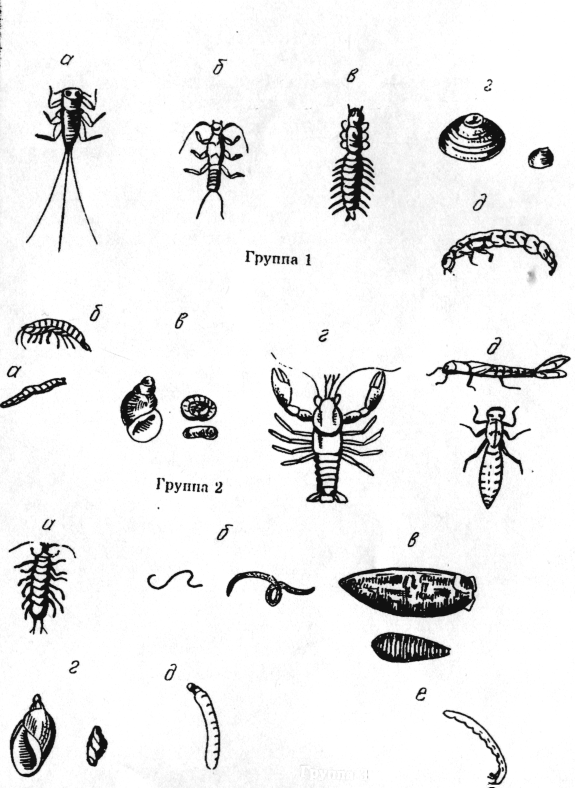 а б в г
д
Группа 1
б в г д
а
Группа 2
а б в
г д е